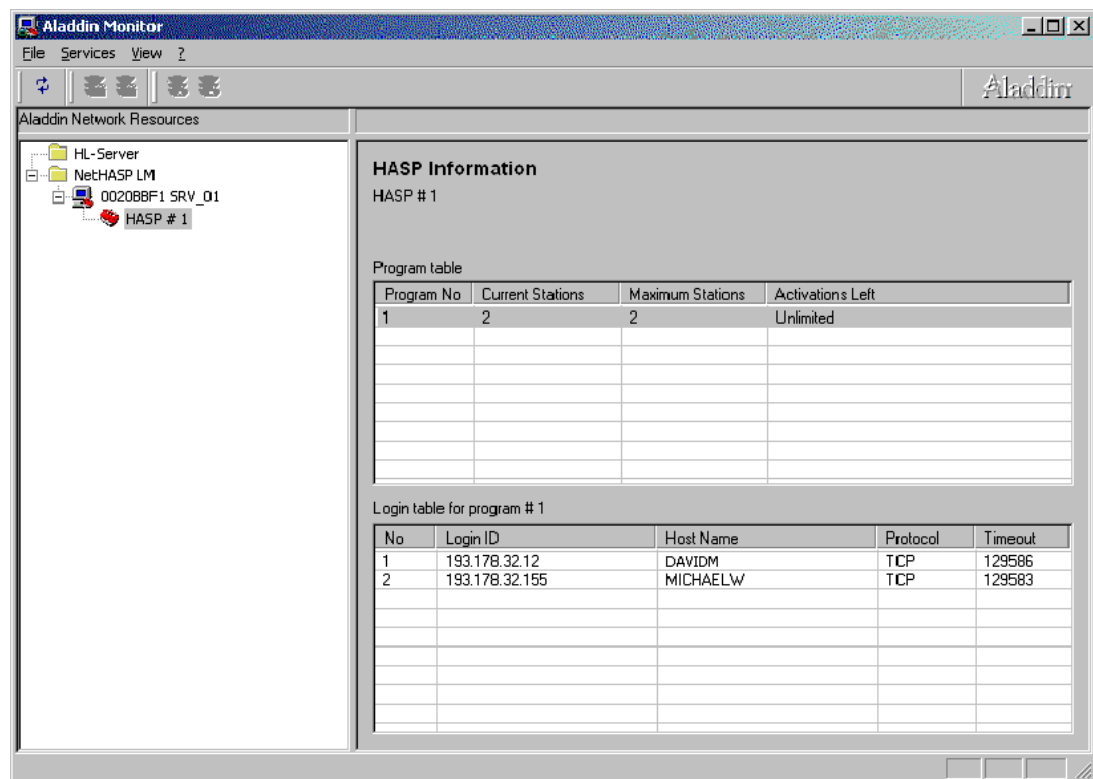 Aladdin Monitor
File Services View ?
Aladdin
Aladdin Network Resources
HL-Server
NetHASP LM
0020BBF1 SRV_01
HASP # 1
HASP Information
HASP # 1
Program table
Program No Current Stations Maximum Stations Activations Left
1 2 2 Unlimited
Login table for program # 1
No Login ID Host Name Protocol Timeout
1 193.178.32.12 DAVIDM TCP 129586
2 193.178.32.155 MICHAELW TCP 129583